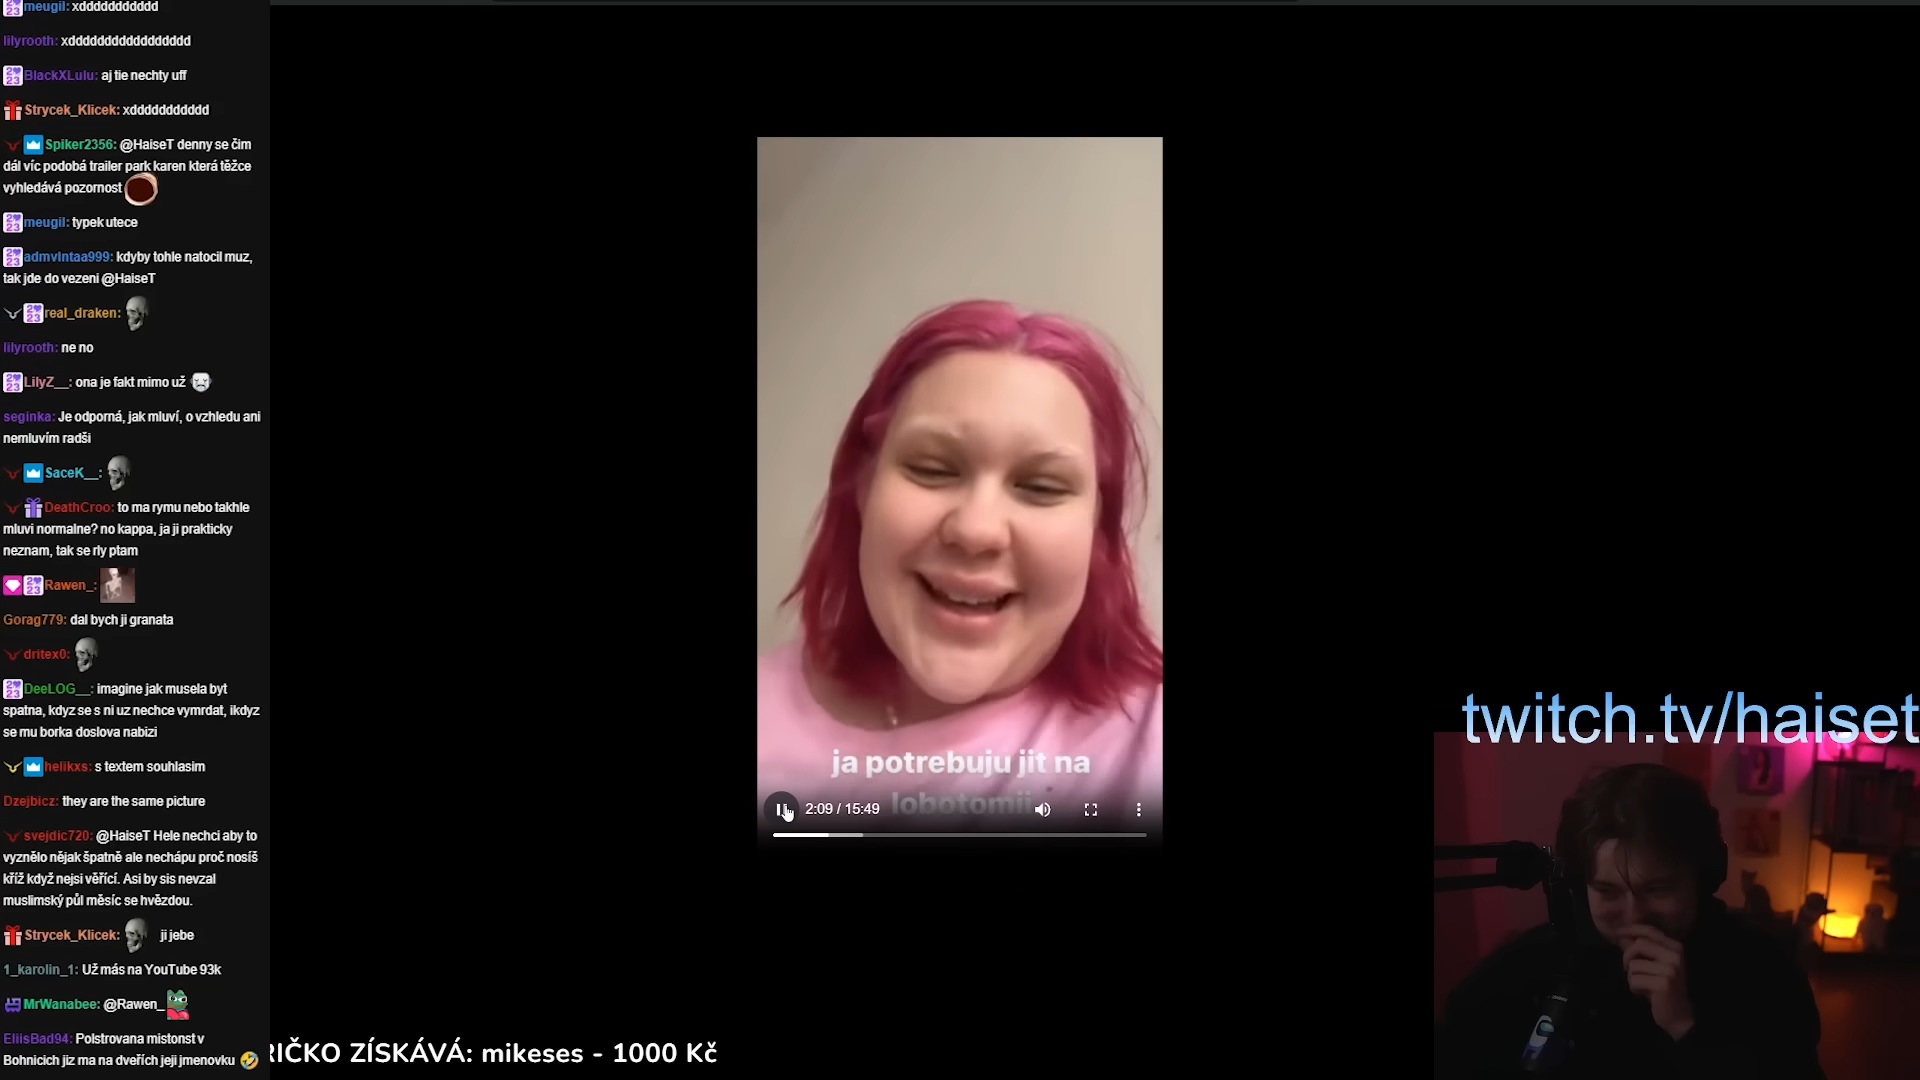 meugil: xddddddddddd
lilyrooth: xddddddddddddddddd
BlackXLulu: aj tie nechty uff
Strycek_Klicek: xddddddddddd
Spiker2356: @HaiseT denny se čim
dál víc podobá trailer park karen která těžce
vyhledává pozornost
meugil: typek utece
admvlntaa999: kdyby tohle natocil muz,
tak jde do vezeni @HaiseT
real_draken:
lilyrooth: ne no
LilyZ__: ona je fakt mimo už
seginka: Je odporná, jak mluví, o vzhledu ani
nemluvím radši
SaceK__:
DeathCroo: to ma rymu nebo takhle
mluvi normalne? no kappa, ja ji prakticky
neznam, tak se rly ptam
Rawen_:
Gorag779: dal bych ji granata
dritex0:
DeeLOG__: imagine jak musela byt
spatna, kdyz se s ni uz nechce vymrdat, ikdyz
se mu borka doslova nabizi
helikxs: s textem souhlasim
Dzejbicz: they are the same picture
svejdic720: @HaiseT Hele nechci aby to
vyznělo nějak špatně ale nechápu proč nosíš
kříž když nejsi věřící. Asi by sis nevzal
muslimský půl měsíc se hvězdou.
Strycek_Klicek: ji jebe
1_karolin_1: Už más na YouTube 93k
MrWanabee: @Rawen_
EliisBad94: Polstrovana mistonst v
Bohnicich jiz ma na dveřích jeji jmenovku
ja potrebuju jit na
lobotomii
2:09 / 15:49
twitch.tv/haiset
RIČKO ZÍSKÁVÁ: mikeses - 1000 Kč